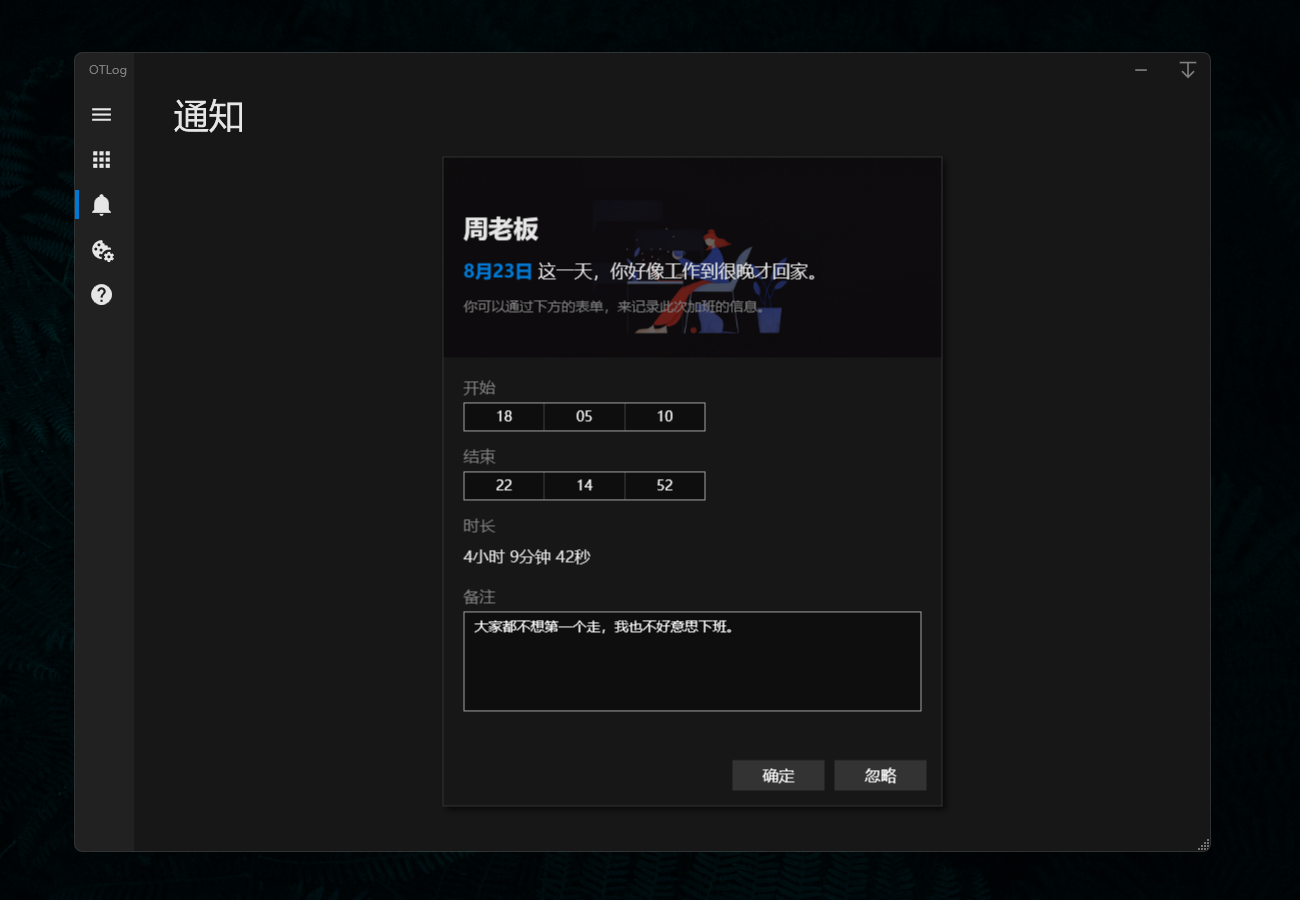 OTLog
通知
周老板
8月23日 这一天，你好像工作到很晚才回家。
你可以通过下方的表单，来记录此次加班的信息。
开始
18 05 10
结束
22 14 52
时长
4小时 9分钟 42秒
备注
大家都不想第一个走，我也不好意思下班。
确定 忽略